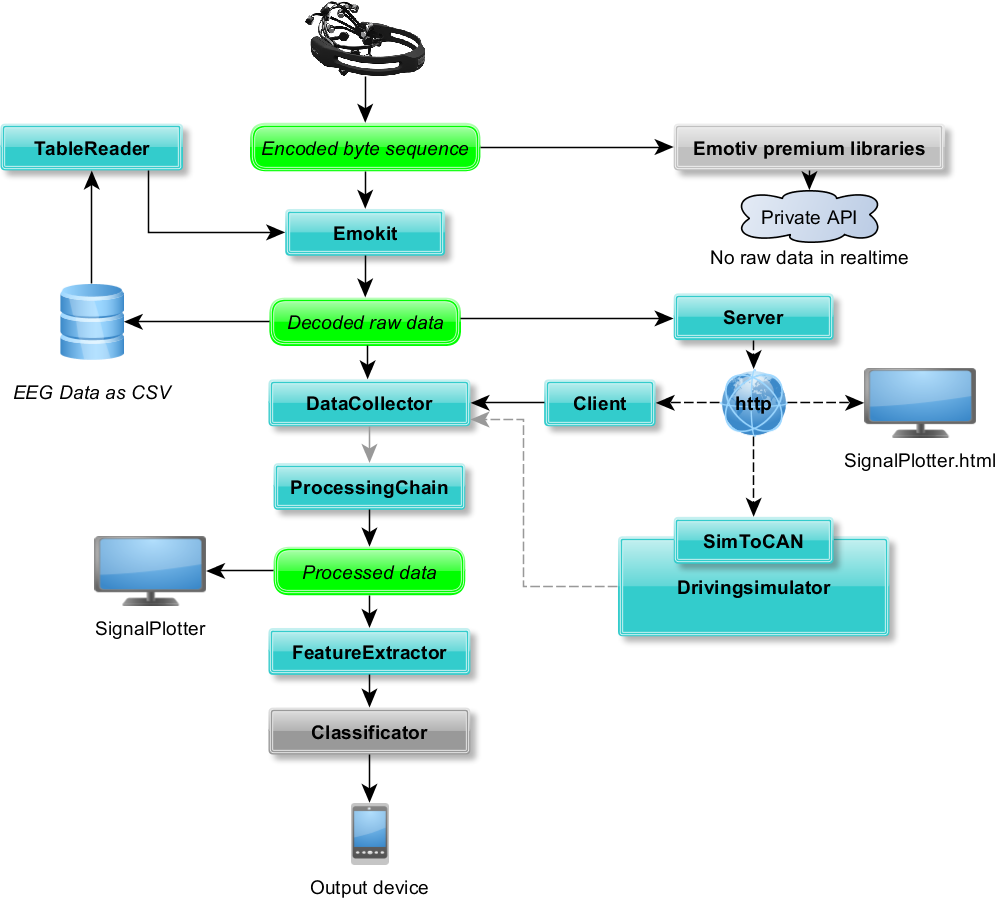 Encoded byte sequence
TableReader
Emotiv premium libraries
Private API
No raw data in realtime
Emokit
Decoded raw data
Server
EEG Data as CSV
DataCollector
Client
http
SignalPlotter.html
ProcessingChain
SimToCAN
Drivingsimulator
Processed data
SignalPlotter
FeatureExtractor
Classificator
Output device